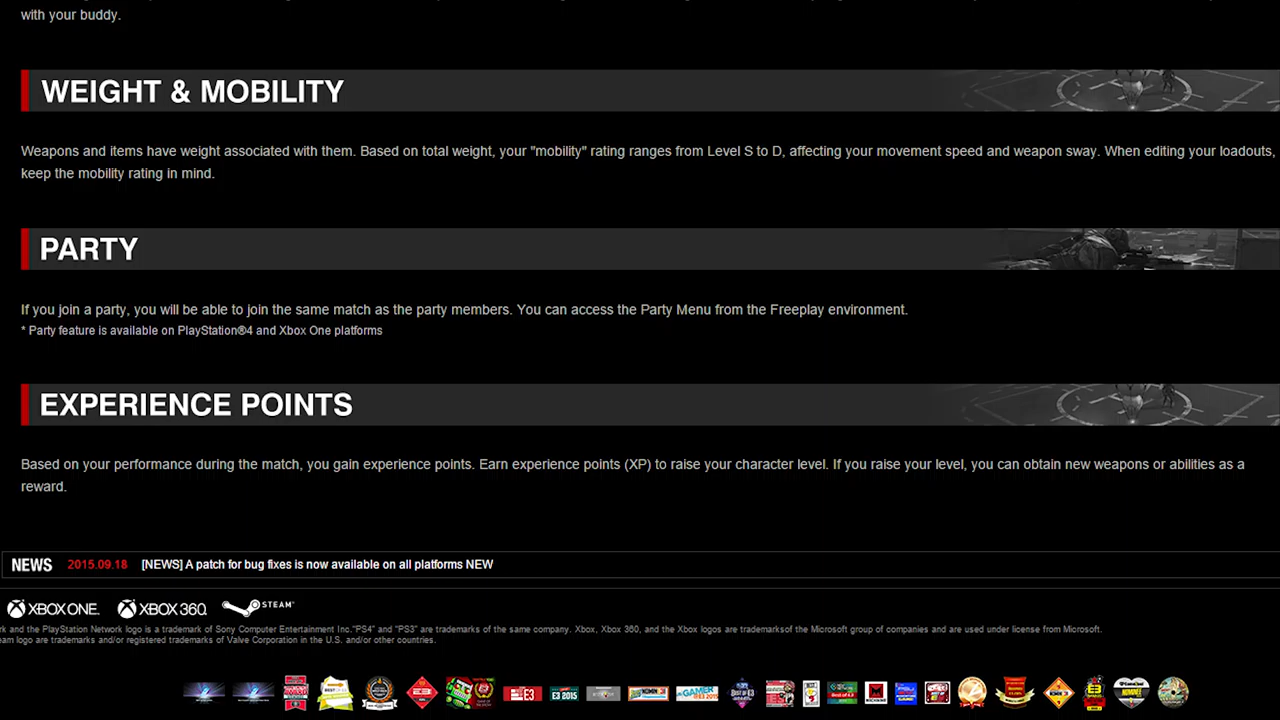 with your buddy.
WEIGHT & MOBILITY
Weapons and items have weight associated with them. Based on total weight, your "mobility" rating ranges from Level S to D, affecting your movement speed and weapon sway. When editing your loadouts,
keep the mobility rating in mind.
PARTY
If you join a party, you will be able to join the same match as the party members. You can access the Party Menu from the Freeplay environment.
* Party feature is available on PlayStation®4 and Xbox One platforms
EXPERIENCE POINTS
Based on your performance during the match, you gain experience points. Earn experience points (XP) to raise your character level. If you raise your level, you can obtain new weapons or abilities as a
reward.
NEWS 2015.09.18 [NEWS] A patch for bug fixes is now available on all platforms NEW
XBOX ONE. XBOX 360. STEAM
rk and the PlayStation Network logo is a trademark of Sony Computer Entertainment Inc."PS4" and "PS3" are trademarks of the same company. Xbox, Xbox 360, and the Xbox logos are trademarksof the Microsoft group of companies and are used under license from Microsoft.
eam logo are trademarks and/or registered trademarks of Valve Corporation in the U.S. and/or other countries.